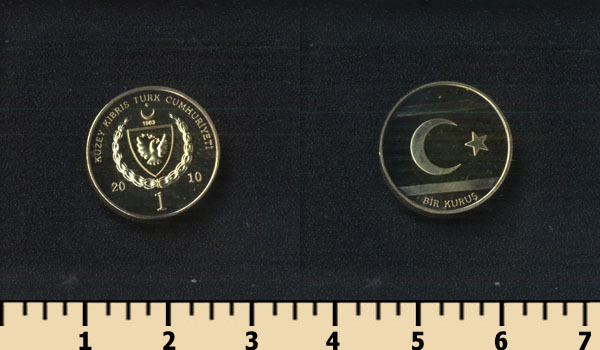 KUZEY KIBRIS TÜRK CUMHURİYETİ
1983
20 10
1
BİR KURUŞ
1 2 3 4 5 6 7